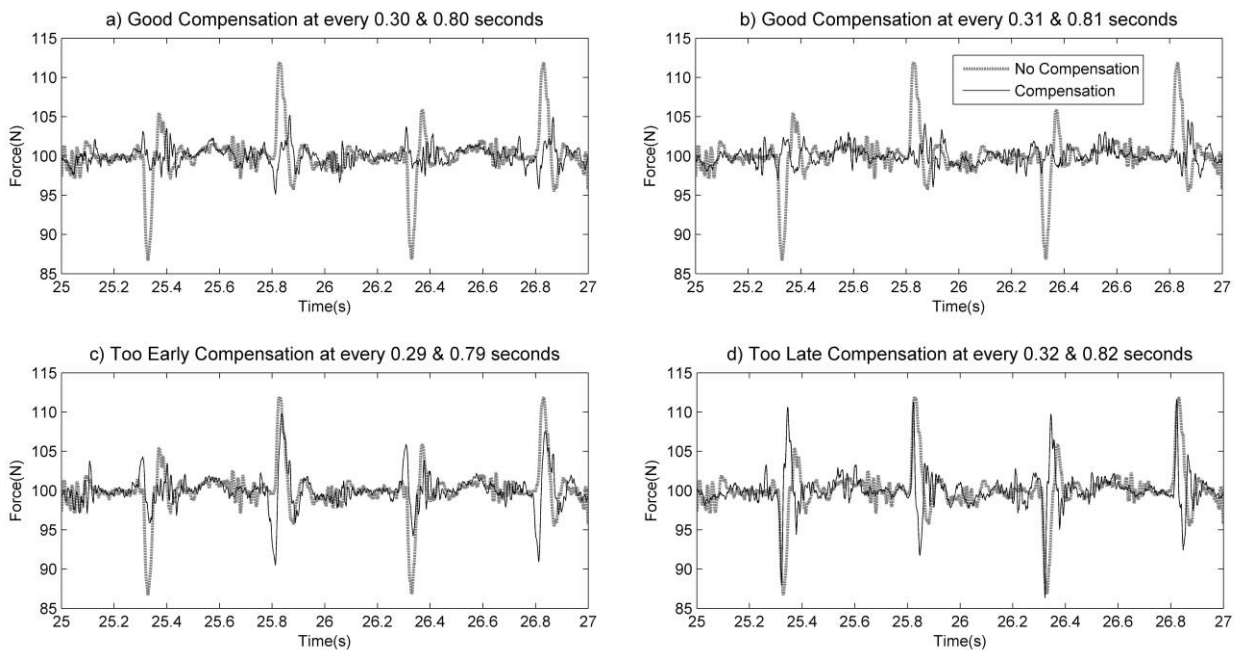 a) Good Compensation at every 0.30 & 0.80 seconds
115
110
105
100
95
90
85
Force(N)
25 25.2 25.4 25.6 25.8 26 26.2 26.4 26.6 26.8 27
Time(s)
b) Good Compensation at every 0.31 & 0.81 seconds
No Compensation
Compensation
115
110
105
100
95
90
85
Force(N)
25 25.2 25.4 25.6 25.8 26 26.2 26.4 26.6 26.8 27
Time(s)
c) Too Early Compensation at every 0.29 & 0.79 seconds
115
110
105
100
95
90
85
Force(N)
25 25.2 25.4 25.6 25.8 26 26.2 26.4 26.6 26.8 27
Time(s)
d) Too Late Compensation at every 0.32 & 0.82 seconds
115
110
105
100
95
90
85
Force(N)
25 25.2 25.4 25.6 25.8 26 26.2 26.4 26.6 26.8 27
Time(s)